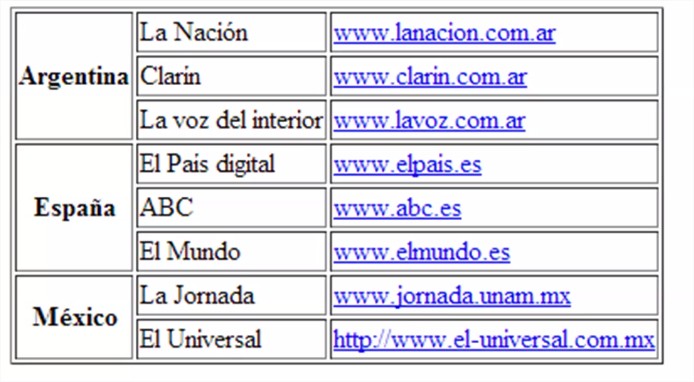 Argentina
La Nación www.lanacion.com.ar
Clarin www.clarin.com.ar
La voz del interior www.lavoz.com.ar
España
El Pais digital www.elpais.es
ABC www.abc.es
El Mundo www.elmundo.es
México
La Jornada www.jornada.unam.mx
El Universal http://www.el-universal.com.mx